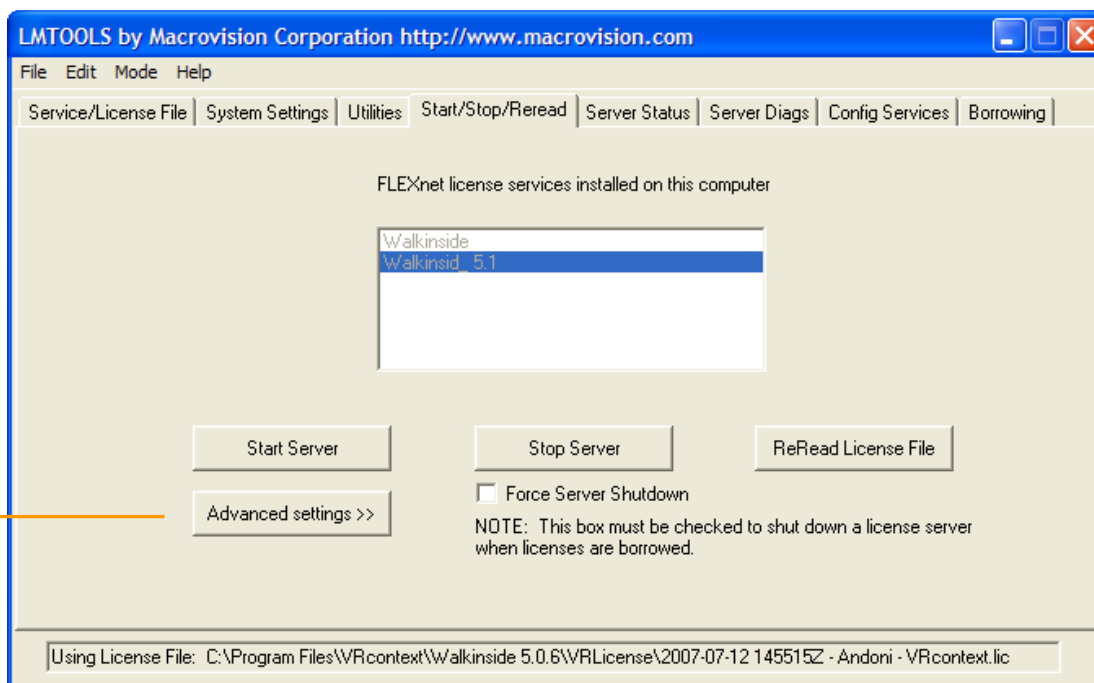 LMTOOLS by Macrovision Corporation http://www.macrovision.com
File Edit Mode Help
Service/License File System Settings Utilities Start/Stop/Reread Server Status Server Diags Config Services Borrowing
FLEXnet license services installed on this computer
Walkinside
Walkinsid_ 5.1
Start Server Stop Server ReRead License File
Advanced settings >> Force Server Shutdown
NOTE: This box must be checked to shut down a license server
when licenses are borrowed.
Using License File: C:\Program Files\VRcontext\Walkinside 5.0.6\VRLicense\2007-07-12 145515Z - Andoni - VRcontext.lic